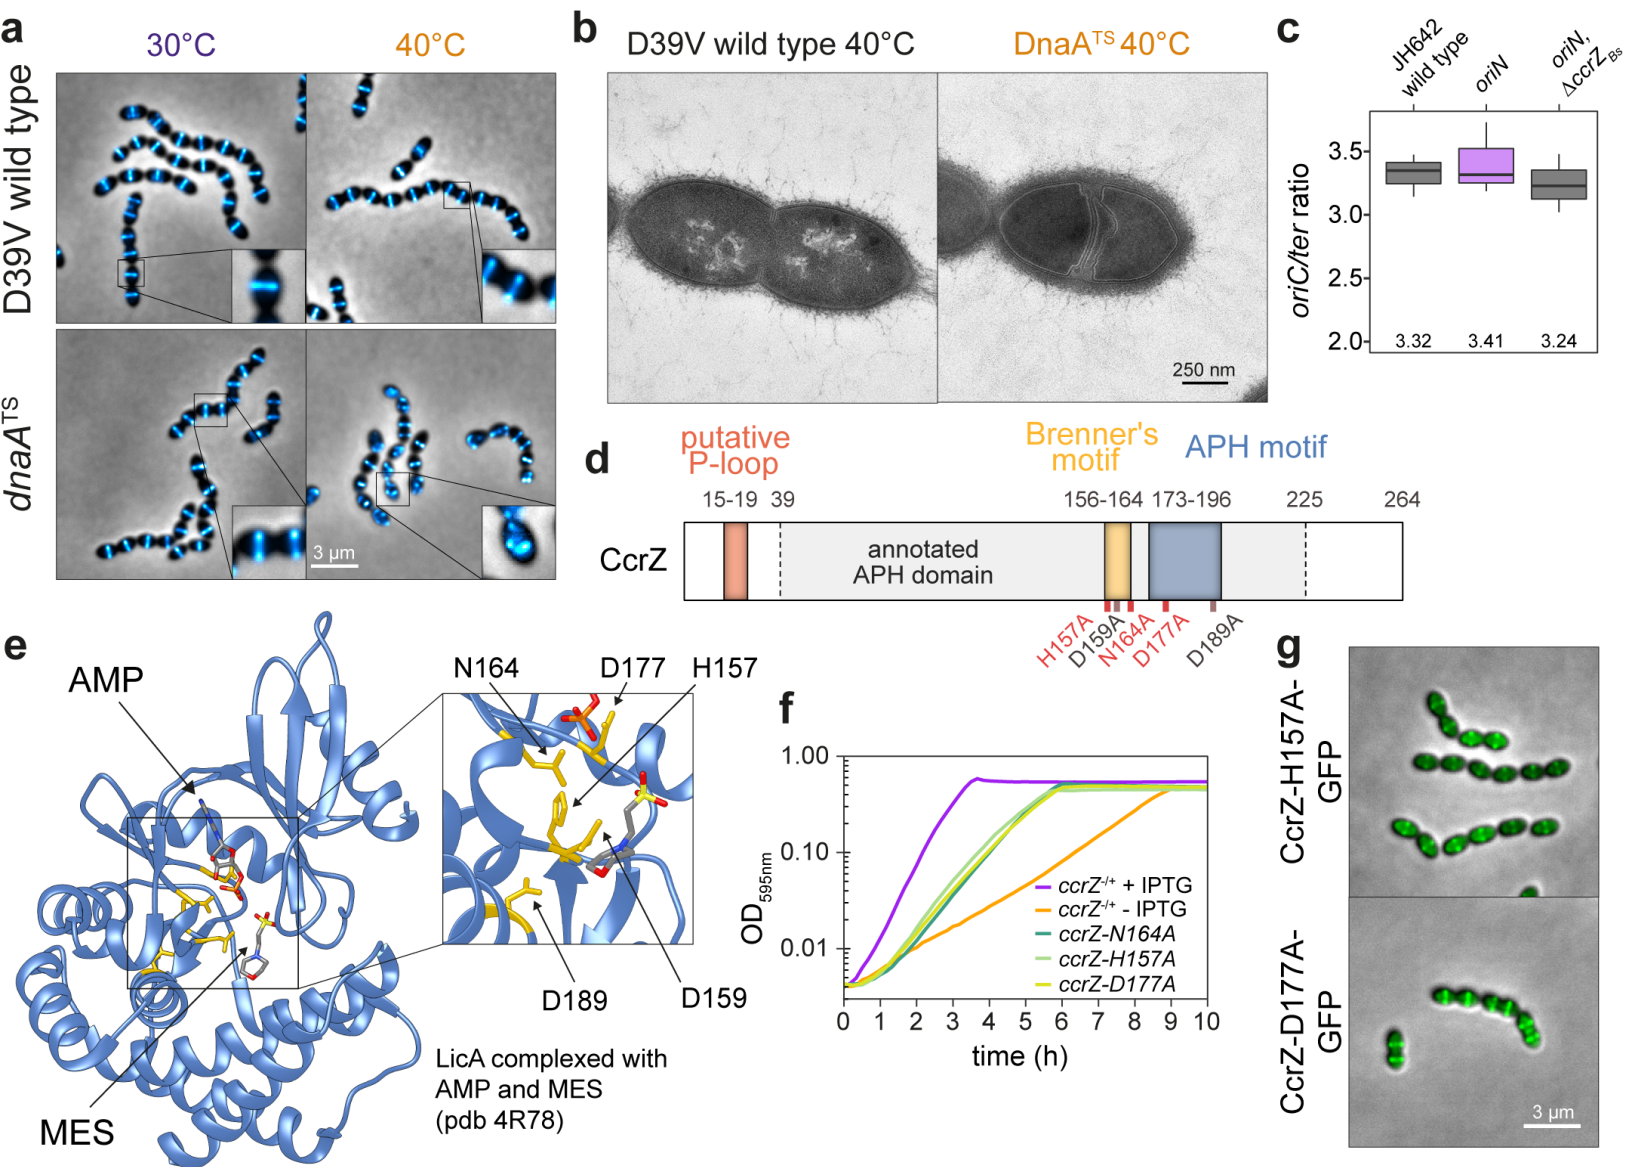 a
30°C
40°C
D39V wild type
dnaATS
3 µm
b
D39V wild type 40°C
DnaATS 40°C
250 nm
c
JH642
wild type
oriN
oriN,
ΔccrZBs
oriC/ter ratio
3.5
3.0
2.5
2.0
3.32
3.41
3.24
d
putative
P-loop
Brenner's
motif
APH motif
15-19
39
156-164
173-196
225
264
CcrZ
annotated
APH domain
H157A
D159A
N164A
D177A
D189A
e
AMP
MES
N164
D177
H157
D189
D159
LicA complexed with
AMP and MES
(pdb 4R78)
f
OD595nm
1.00
0.10
0.01
ccrZ-/+ + IPTG
ccrZ-/+ - IPTG
ccrZ-N164A
ccrZ-H157A
ccrZ-D177A
0 1 2 3 4 5 6 7 8 9 10
time (h)
g
CcrZ-H157A-
GFP
CcrZ-D177A-
GFP
3 µm